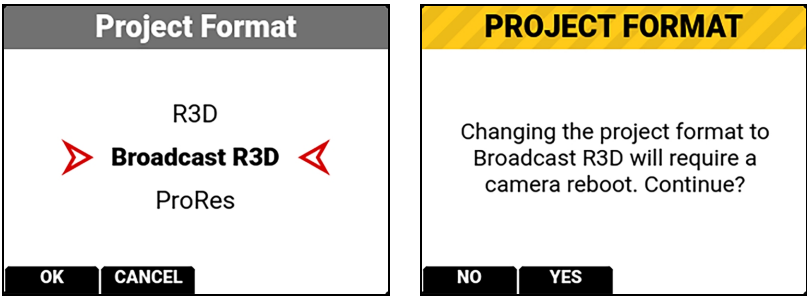 Project Format
R3D
Broadcast R3D
ProRes
OK
CANCEL
PROJECT FORMAT
Changing the project format to
Broadcast R3D will require a
camera reboot. Continue?
NO
YES